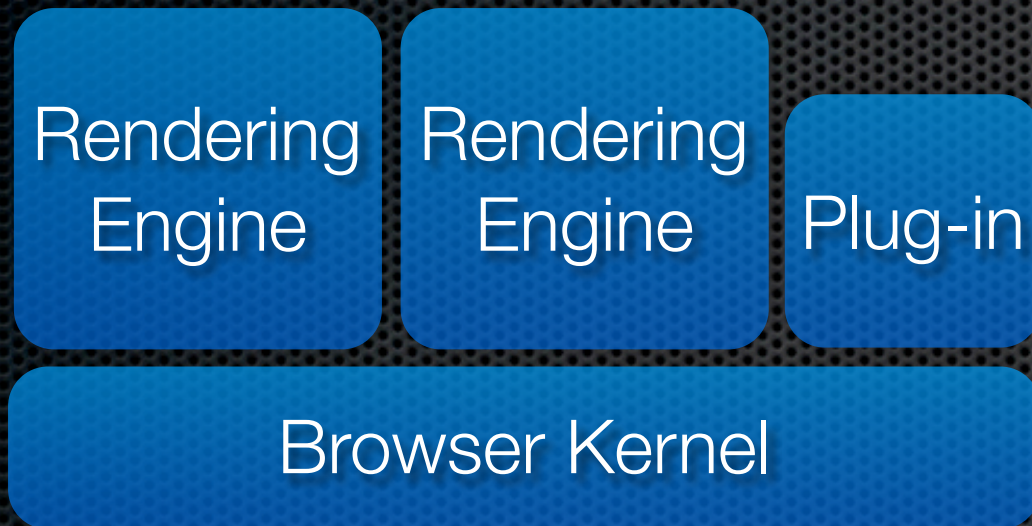 Rendering
Engine
Rendering
Engine
Plug-in
Browser Kernel